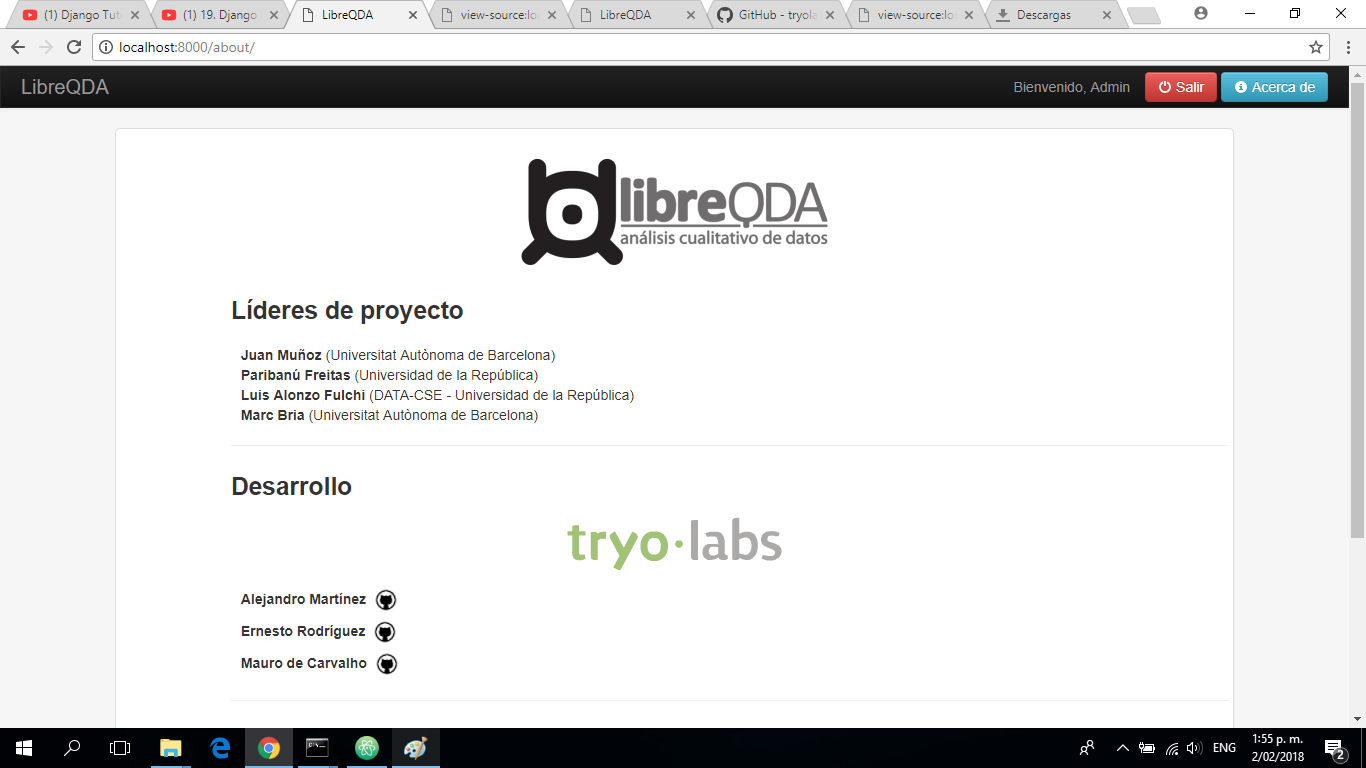 (1) Django Tut
(1) 19. Django
LibreQDA
view-source:lo
LibreQDA
GitHub - tryola
view-source:lo
Descargas
localhost:8000/about/
LibreQDA
Bienvenido, Admin
Salir
Acerca de
libreQDA
análisis cualitativo de datos
Líderes de proyecto
Juan Muñoz (Universitat Autònoma de Barcelona)
Paribanú Freitas (Universidad de la República)
Luis Alonzo Fulchi (DATA-CSE - Universidad de la República)
Marc Bria (Universitat Autònoma de Barcelona)
Desarrollo
tryo·labs
Alejandro Martínez
Ernesto Rodríguez
Mauro de Carvalho
ENG
1:55 p. m.
2/02/2018
2